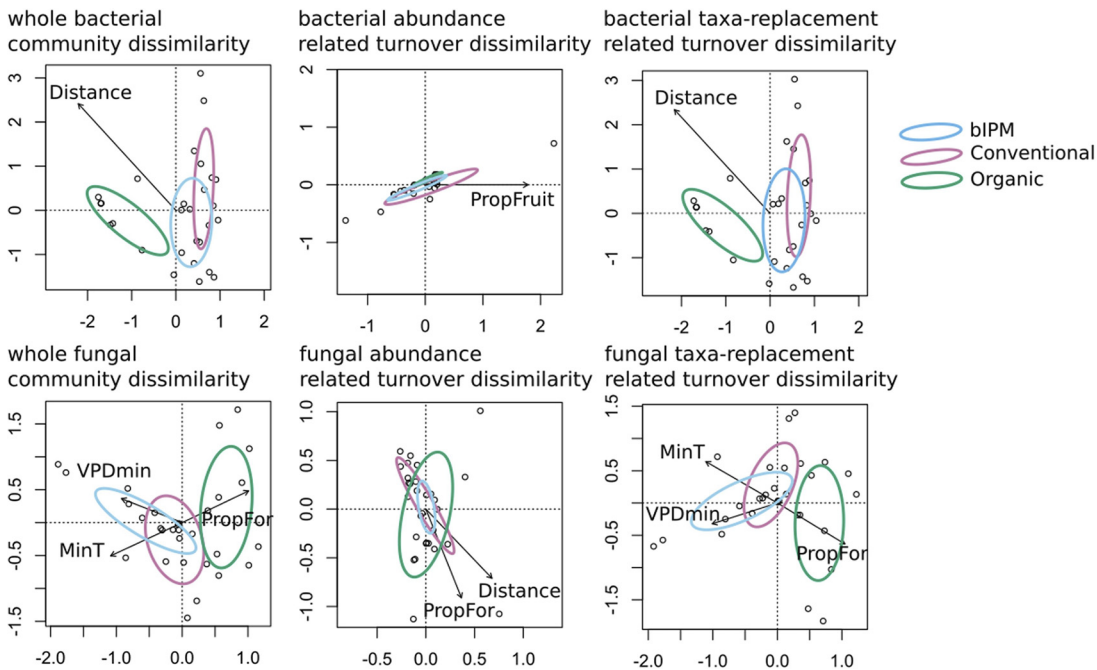 whole bacterial
community dissimilarity
bacterial abundance
related turnover dissimilarity
bacterial taxa-replacement
related turnover dissimilarity
3
2
1
0
-1
-2
-1
0
1
2
Distance
2
1
0
-1
-1
0
1
2
PropFruit
3
2
1
0
-1
-2
-1
0
1
2
Distance
bIPM
Conventional
Organic
whole fungal
community dissimilarity
fungal abundance
related turnover dissimilarity
fungal taxa-replacement
related turnover dissimilarity
1.5
0.5
-0.5
-1.5
-2.0
-1.0
0.0
1.0
VPDmin
PropFor
MinT
1.0
0.5
0.0
-0.5
-1.0
-0.5
0.0
0.5
1.0
Distance
PropFor
1.5
0.5
-0.5
-1.5
-2.0
-1.0
0.0
1.0
MinT
VPDmin
PropFor